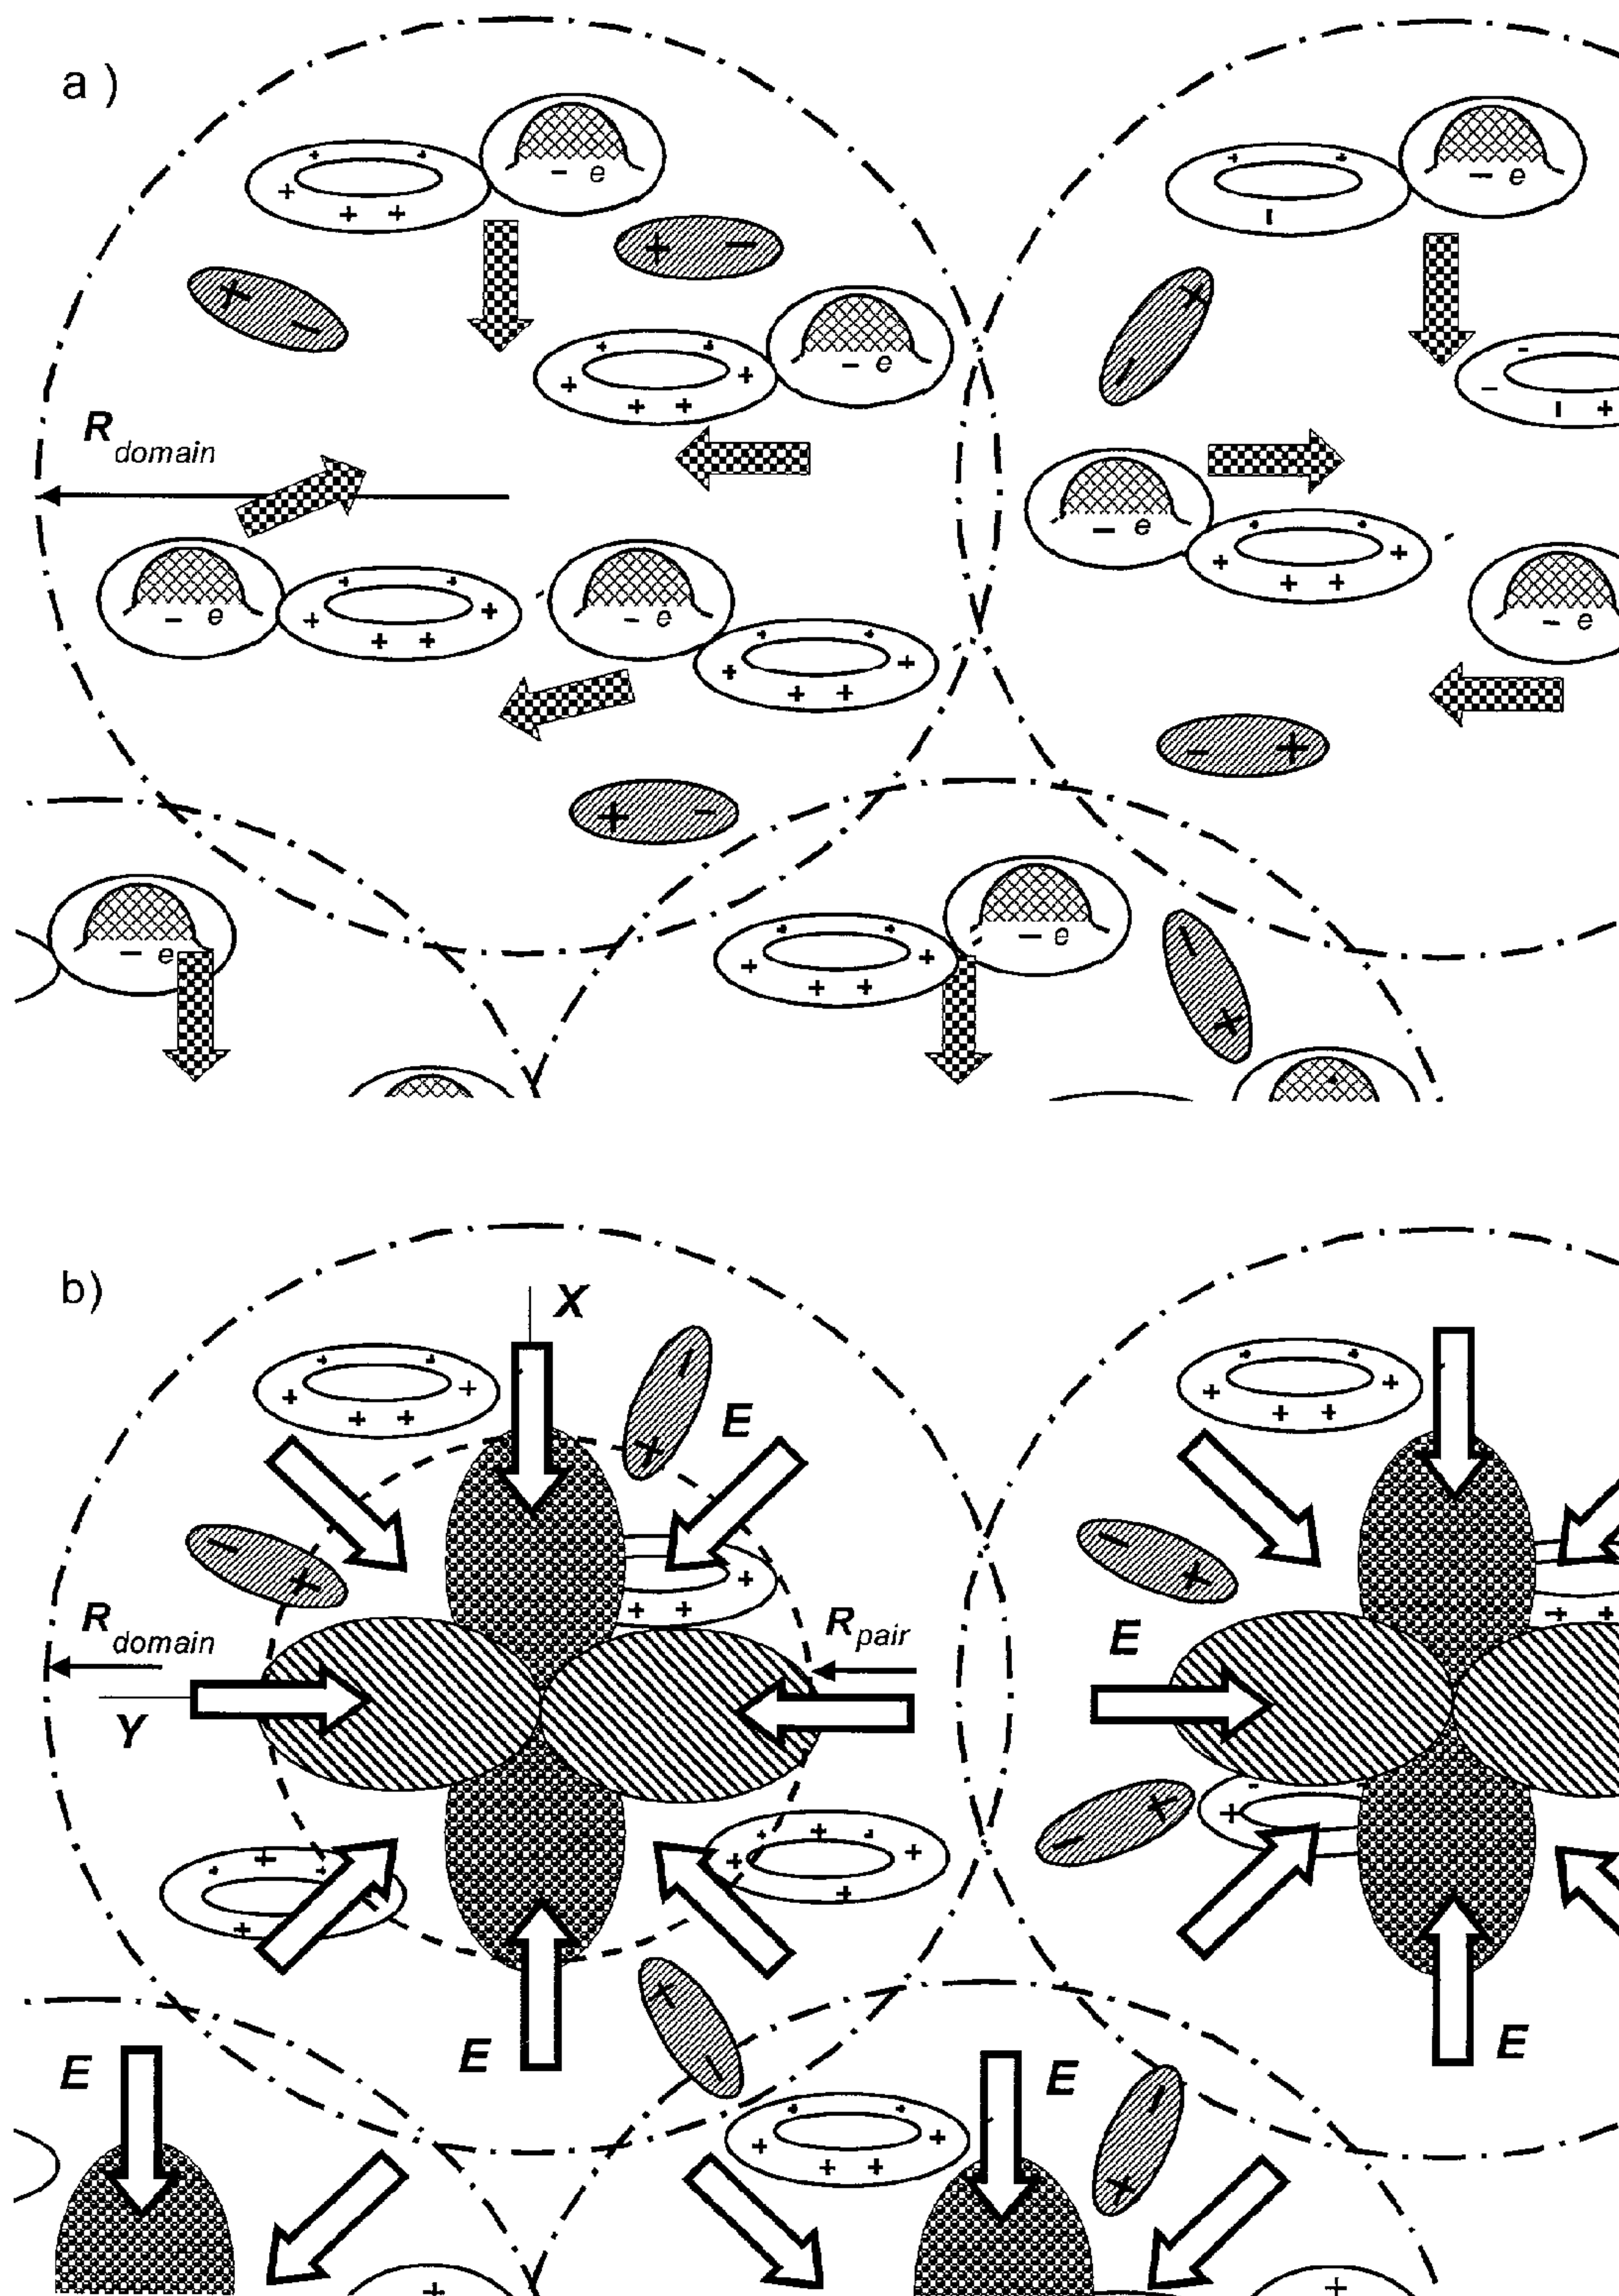 a )
– e
– e
+ –
+ –
– e
R domain
– e
– e
– e
– e
– +
+ –
– e
– e
b)
X
E
R domain
R pair
E
Y
E
E
E
E